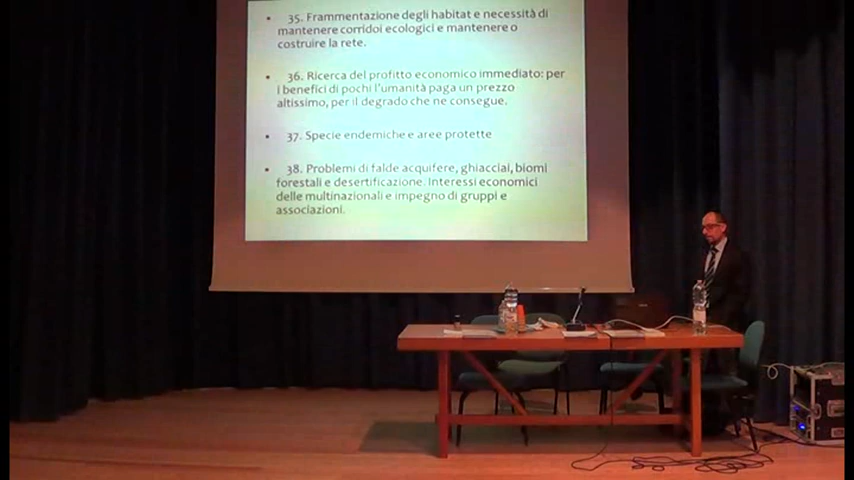 • 35. Frammentazione degli habitat e necessità di
mantenere corridoi ecologici e mantenere o
costruire la rete.
• 36. Ricerca del profitto economico immediato: per
i benefici di pochi l'umanità paga un prezzo
altissimo, per il degrado che ne consegue.
• 37. Specie endemiche e aree protette
• 38. Problemi di falde acquifere, ghiacciai, biomi
forestali e desertificazione. Interessi economici
delle multinazionali e impegno di gruppi e
associazioni.